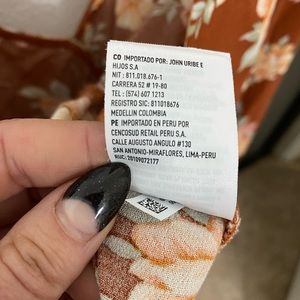 CO IMPORTADO POR: JOHN URIBE E
HIJOS S.A
NIT : 811.018.676-1
CARRERA 52 # 19-80
TEL : (574) 607 1213
REGISTRO SIC: 811018676
MEDELLIN COLOMBIA
PE IMPORTADO EN PERU POR
CENCOSUD RETAIL PERU S.A.
CALLE AUGUSTO ANGULO #130
SAN ANTONIO-MIRAFLORES, LIMA-PERU
RUC: 20109072177